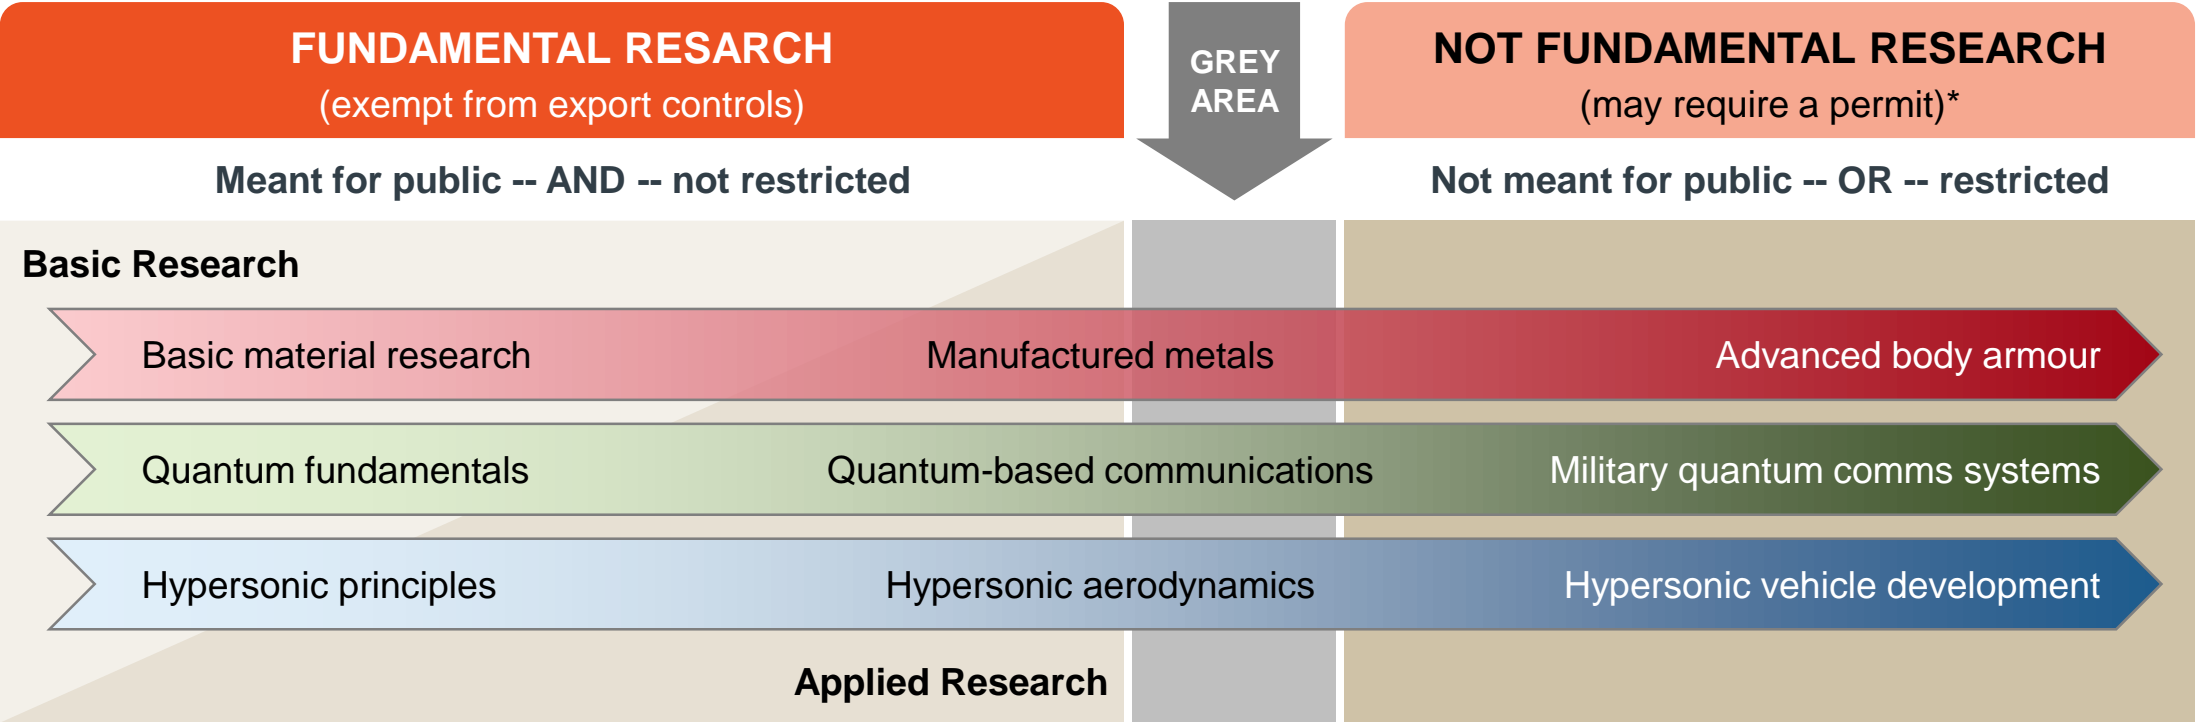 FUNDAMENTAL RESARCH
(exempt from export controls)
GREY
AREA
NOT FUNDAMENTAL RESEARCH
(may require a permit)*
Meant for public -- AND -- not restricted
Not meant for public -- OR -- restricted
Basic Research
Basic material research
Manufactured metals
Advanced body armour
Quantum fundamentals
Quantum-based communications
Military quantum comms systems
Hypersonic principles
Hypersonic aerodynamics
Hypersonic vehicle development
Applied Research